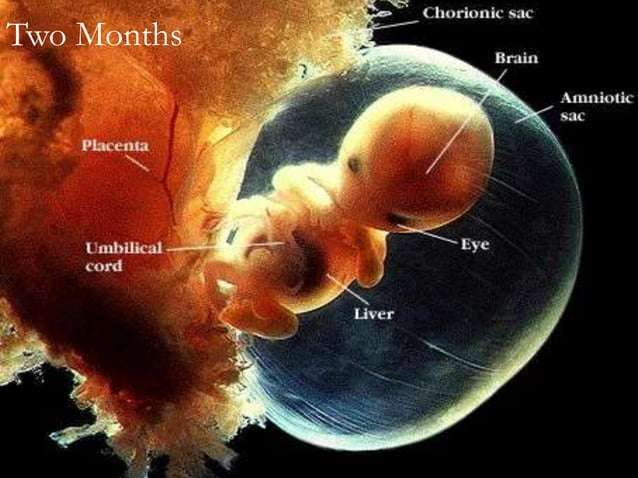 Two Months
Chorionic sac
Brain
Amniotic
sac
Placenta
Umbilical
cord
Eye
Liver